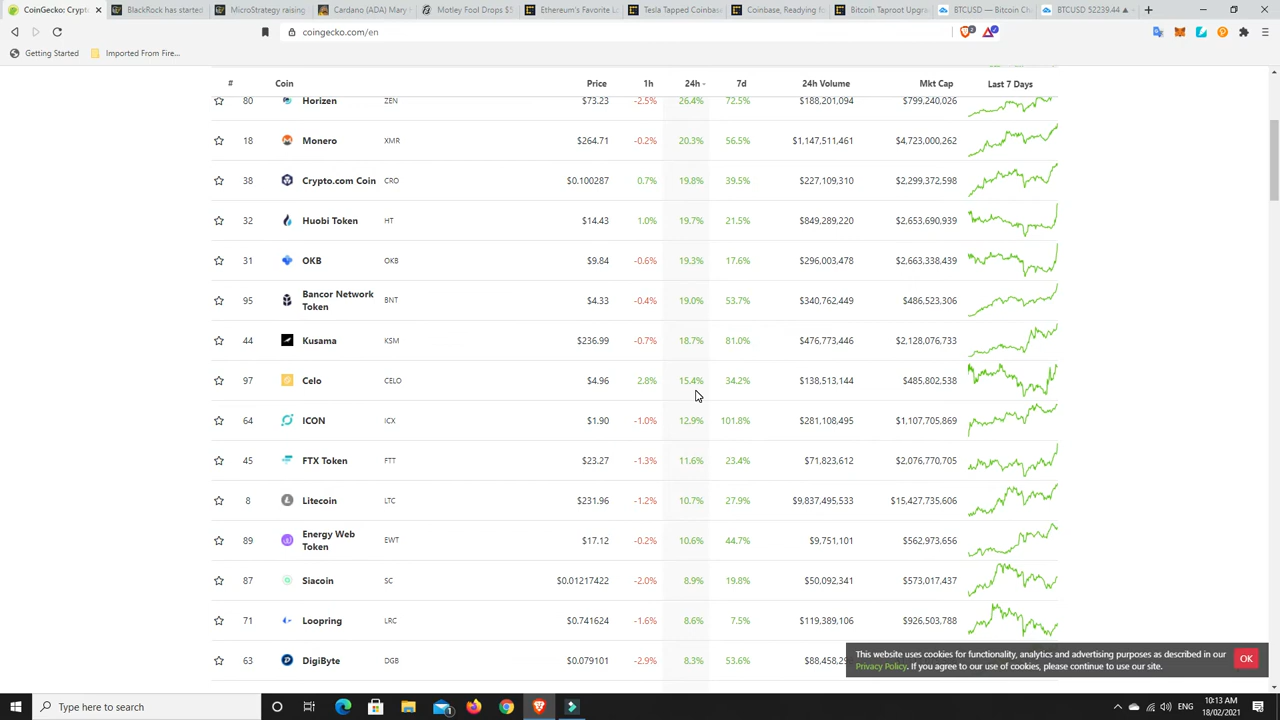 CoinGecko: Crypto
BlackRock has started
MicroStrategy raising
Cardano (ADA) Mary
Motley Fool Drops $5
Ethereum's Favorite L
Tesla Tapped Coinbase
Coinbase, Readying fo
Bitcoin Taproot Upgra
BTCUSD — Bitcoin Ch
BTCUSD 52239.44
coingecko.com/en
Getting Started
Imported From Fire...
# Coin Price 1h 24h 7d 24h Volume Mkt Cap Last 7 Days
80 Horizen ZEN $73.23 -2.5% 26.4% 72.5% $188,201,094 $799,240,026
18 Monero XMR $264.71 -0.2% 20.3% 56.5% $1,147,511,461 $4,723,000,262
38 Crypto.com Coin CRO $0.100287 0.7% 19.8% 39.5% $227,109,310 $2,299,372,598
32 Huobi Token HT $14.43 1.0% 19.7% 21.5% $849,289,220 $2,653,690,939
31 OKB OKB $9.84 -0.6% 19.3% 17.6% $296,003,478 $2,663,338,439
95 Bancor Network Token BNT $4.33 -0.4% 19.0% 53.7% $340,762,449 $486,523,306
44 Kusama KSM $236.99 -0.7% 18.7% 81.0% $476,773,446 $2,128,076,733
97 Celo CELO $4.96 2.8% 15.4% 34.2% $138,513,144 $485,802,538
64 ICON ICX $1.90 -1.0% 12.9% 101.8% $281,108,495 $1,107,705,869
45 FTX Token FTT $23.27 -1.3% 11.6% 23.4% $71,823,612 $2,076,770,705
8 Litecoin LTC $231.96 -1.2% 10.7% 27.9% $9,837,495,533 $15,427,735,606
89 Energy Web Token EWT $17.12 -0.2% 10.6% 44.7% $9,751,101 $562,973,656
87 Siacoin SC $0.01217422 -2.0% 8.9% 19.8% $50,092,341 $573,017,437
71 Loopring LRC $0.741624 -1.6% 8.6% 7.5% $119,389,106 $926,503,788
63 DigiByte DGB $0.079101 -2.9% 8.3% 53.6% $88,458,2
This website uses cookies for functionality, analytics and advertising purposes as described in our
Privacy Policy. If you agree to our use of cookies, please continue to use our site.
OK
Type here to search
ENG
10:13 AM
18/02/2021